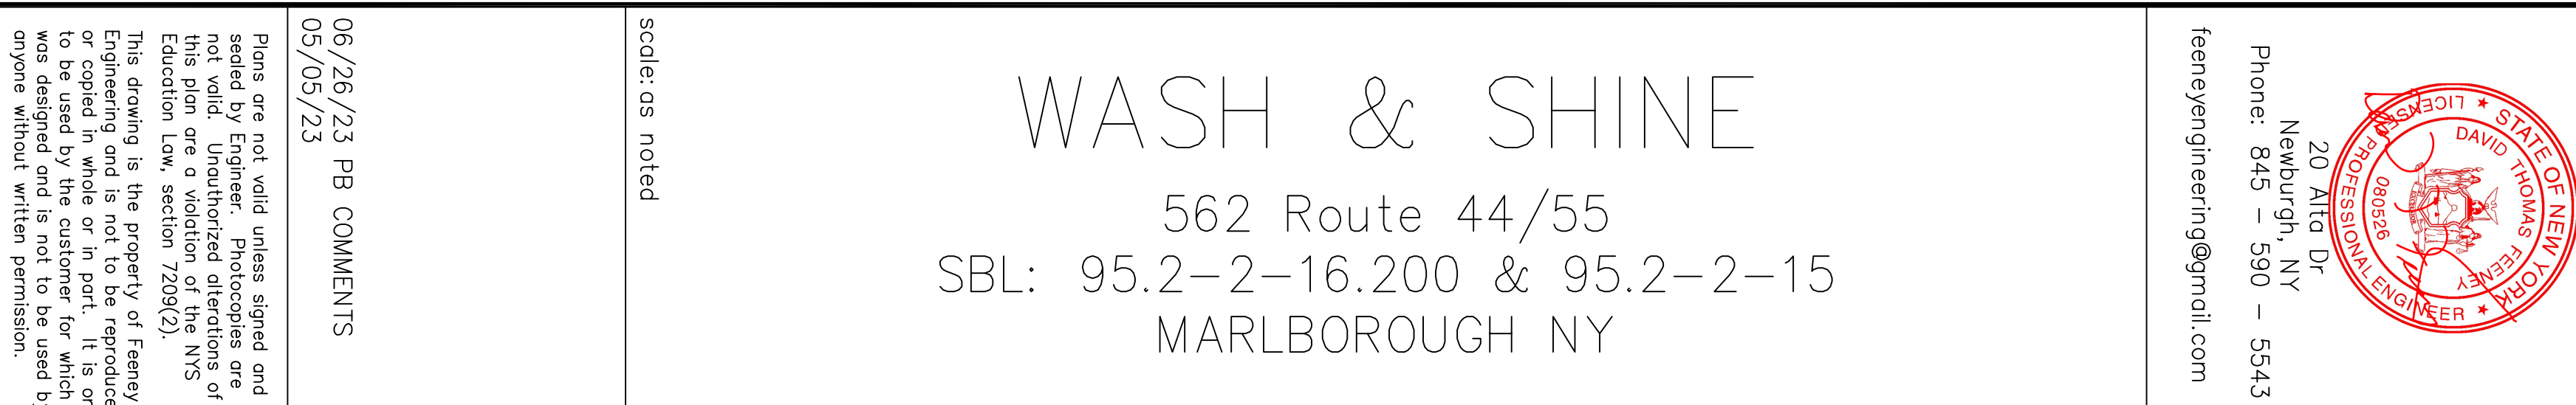 WASH & SHINE
562 Route 44/55
SBL: 95.2-2-16.200 & 95.2-2-15
MARLBOROUGH NY
STATE OF NEW YORK
DAVID THOMAS FEENEY
080526
LICENSED PROFESSIONAL ENGINEER
20 Alta Dr
Newburgh, NY
Phone: 845 - 590 - 5543
feeneyengineering@gmail.com
scale: as noted
06/26/23 PB COMMENTS
05/05/23
Plans are not valid unless signed and
sealed by Engineer. Photocopies are
not valid. Unauthorized alterations of
this plan are a violation of the NYS
Education Law, section 7209(2).
This drawing is the property of Feeney
Engineering and is not to be reproduce
or copied in whole or in part. It is on
to be used by the customer for which
was designed and is not to be used by
anyone without written permission.